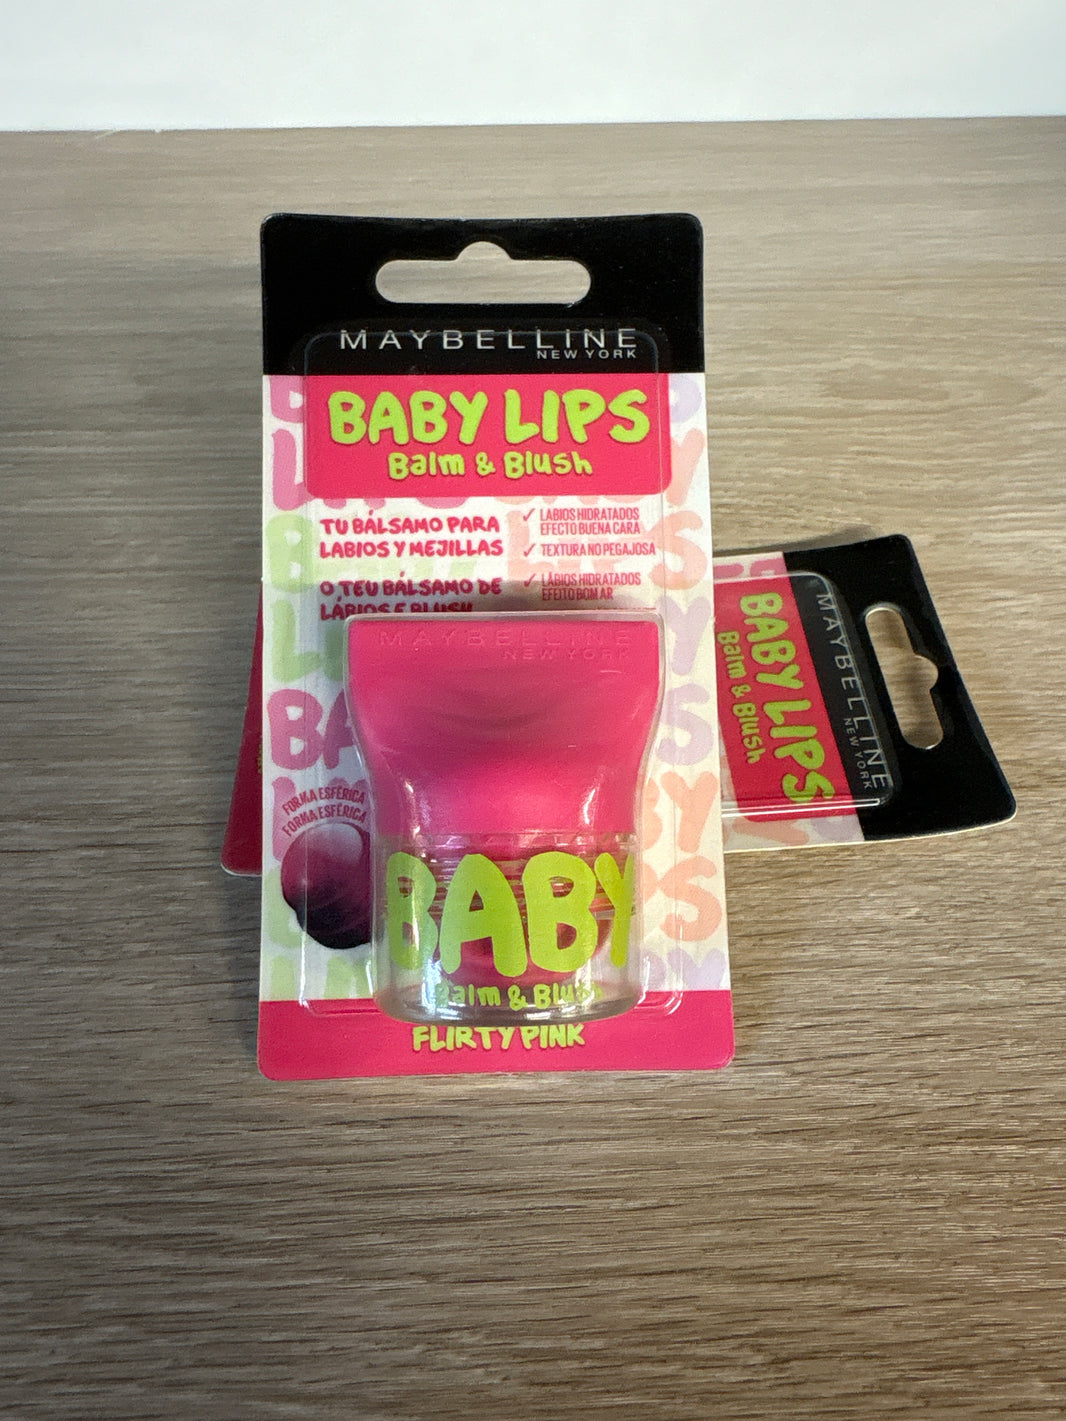 MAYBELLINE
NEW YORK
BABY LIPS
Balm & Blush
TU BÁLSAMO PARA
LABIOS Y MEJILLAS
✓ LABIOS HIDRATADOS
EFECTO BUENA CARA
✓ TEXTURA NO PEGAJOSA
O TEU BÁLSAMO DE
LÁBIOS E BLUSH
✓ LÁBIOS HIDRATADOS
EFEITO BOM AR
MAYBELLINE
NEW YORK
FORMA ESFÉRICA
FORMA ESFÉRICA
BABY
Balm & Blush
FLIRTY PINK
MAYBELLINE
NEW YORK
BABY LIPS
Balm & Blush